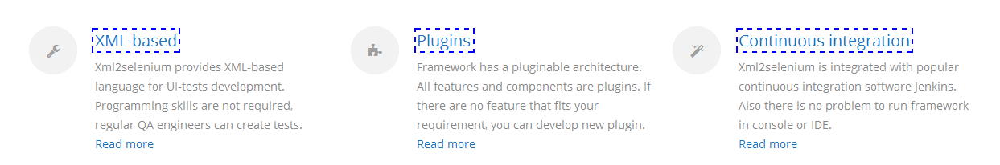 XML-based
Xml2selenium provides XML-based
language for UI-tests development.
Programming skills are not required,
regular QA engineers can create tests.
Read more
Plugins
Framework has a pluginable architecture.
All features and components are plugins. If
there are no feature that fits your
requirement, you can develop new plugin.
Read more
Continuous integration
Xml2selenium is integrated with popular
continuous integration software Jenkins.
Also there is no problem to run framework
in console or IDE.
Read more